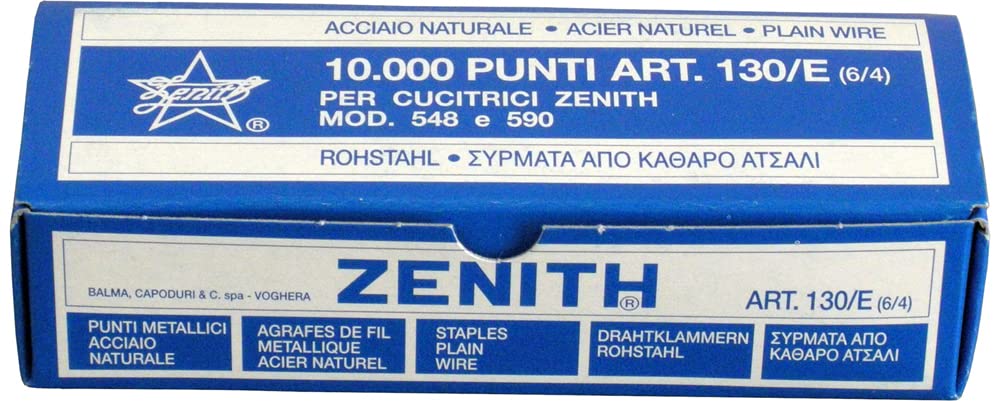 ACCIAIO NATURALE • ACIER NATUREL • PLAIN WIRE
Zenith ®
10.000 PUNTI ART. 130/E (6/4)
PER CUCITRICI ZENITH
MOD. 548 e 590
ROHSTAHL • ΣΥΡΜΑΤΑ ΑΠΟ ΚΑΘΑΡΟ ΑΤΣΑΛΙ
BALMA, CAPODURI & C. spa - VOGHERA
ZENITH ®
ART. 130/E (6/4)
PUNTI METALLICI
ACCIAIO
NATURALE
AGRAFES DE FIL
METALLIQUE
ACIER NATUREL
STAPLES
PLAIN
WIRE
DRAHTKLAMMERN
ROHSTAHL
ΣΥΡΜΑΤΑ ΑΠΟ
ΚΑΘΑΡΟ ΑΤΣΑΛΙ